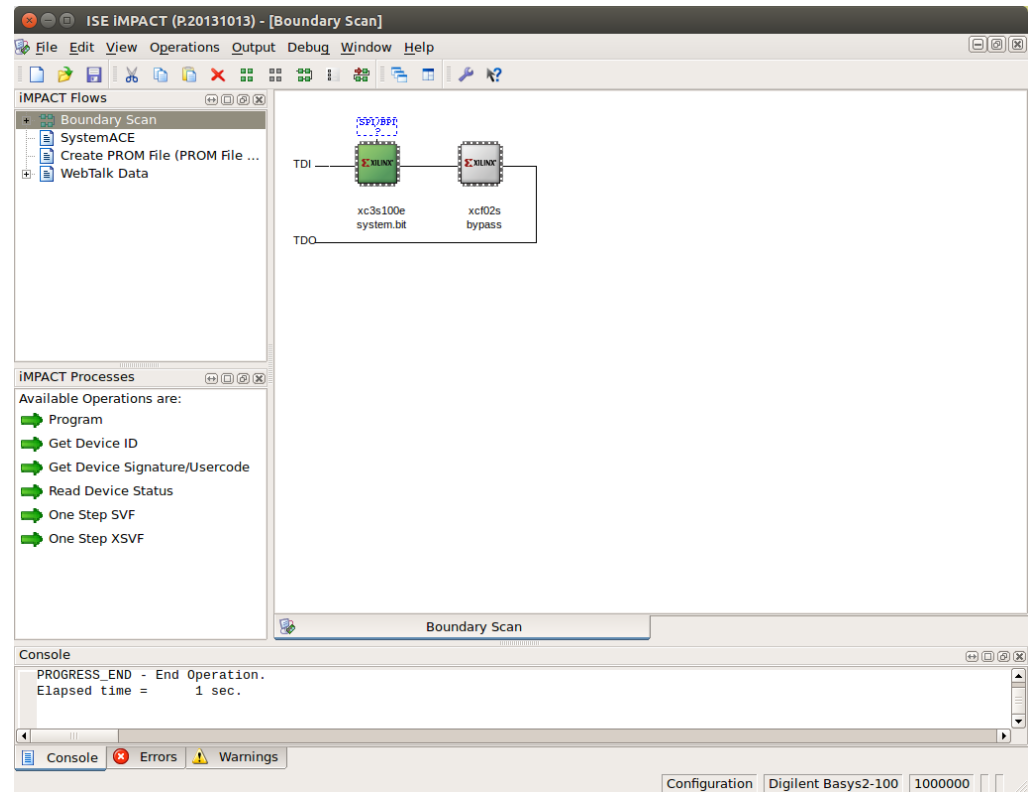 ISE iMPACT (P.20131013) - [Boundary Scan]
File Edit View Operations Output Debug Window Help
iMPACT Flows
Boundary Scan
SystemACE
Create PROM File (PROM File ...
WebTalk Data
SPI/BPI
?
TDI
XILINX XILINX
xc3s100e xcf02s
system.bit bypass
TDO
iMPACT Processes
Available Operations are:
Program
Get Device ID
Get Device Signature/Usercode
Read Device Status
One Step SVF
One Step XSVF
Boundary Scan
Console
PROGRESS_END - End Operation.
Elapsed time = 1 sec.
Console Errors Warnings
Configuration Digilent Basys2-100 1000000